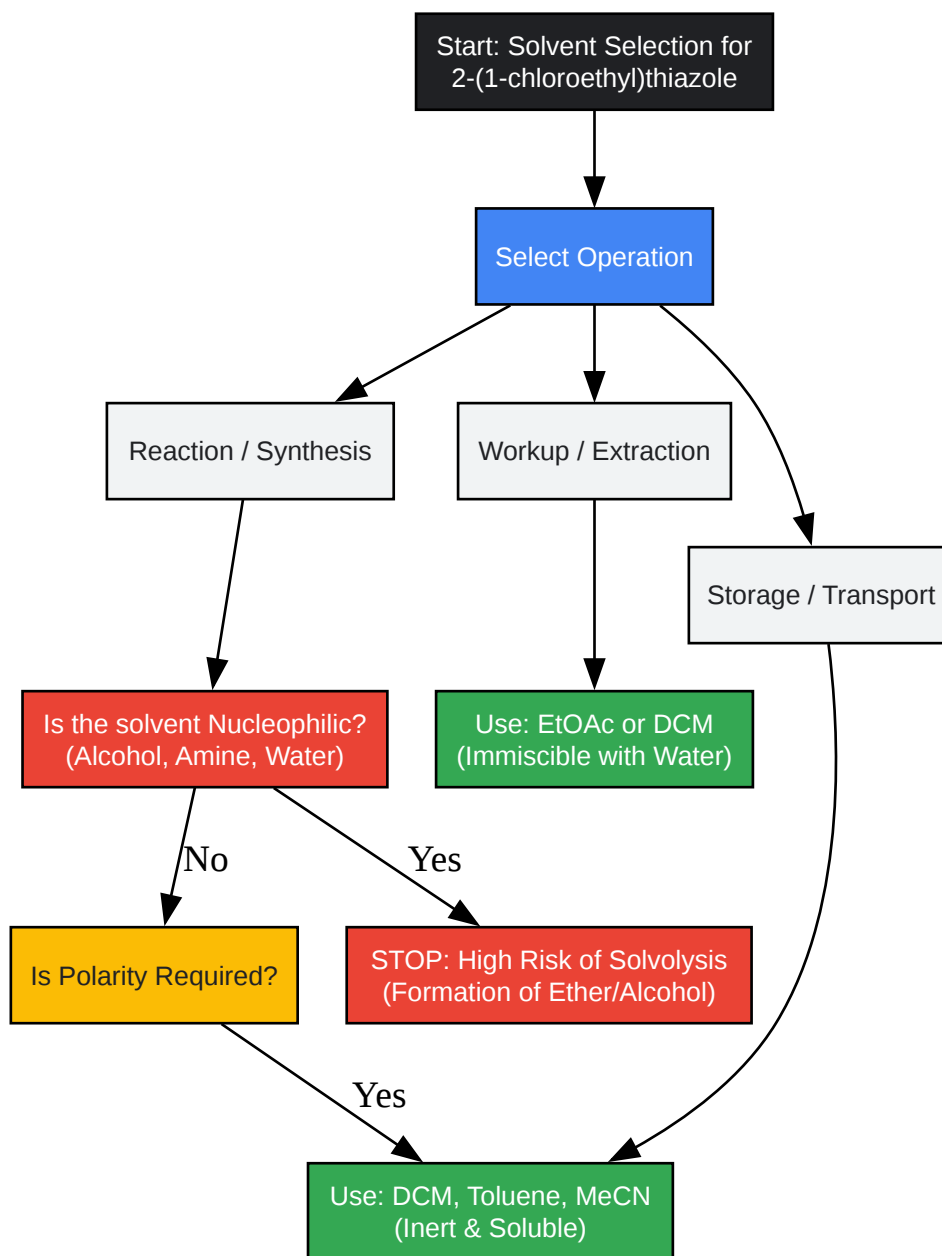 Start: Solvent Selection for
2-(1-chloroethyl)thiazole
Select Operation
Reaction / Synthesis
Workup / Extraction
Storage / Transport
Is the solvent Nucleophilic?
(Alcohol, Amine, Water)
Use: EtOAc or DCM
(Immiscible with Water)
No
Yes
Is Polarity Required?
STOP: High Risk of Solvolysis
(Formation of Ether/Alcohol)
Yes
Use: DCM, Toluene, MeCN
(Inert & Soluble)